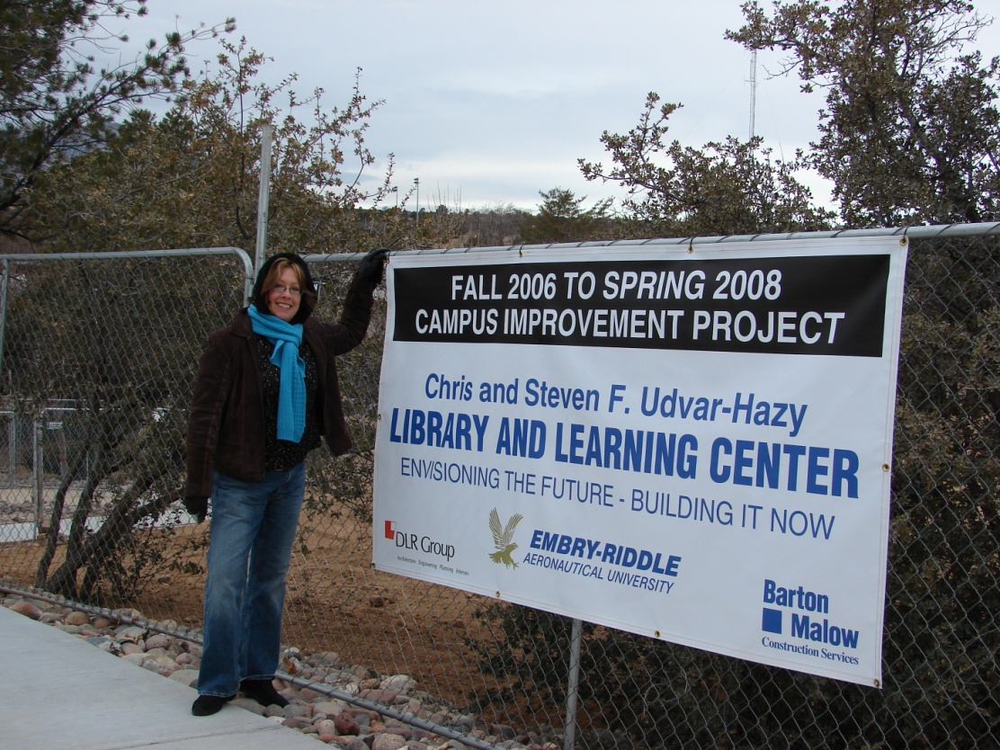 FALL 2006 TO SPRING 2008
CAMPUS IMPROVEMENT PROJECT
Chris and Steven F. Udvar-Hazy
LIBRARY AND LEARNING CENTER
ENVISIONING THE FUTURE - BUILDING IT NOW
DLR Group
Architecture Engineering Planning Interiors
EMBRY-RIDDLE
AERONAUTICAL UNIVERSITY
Barton
Malow
Construction Services